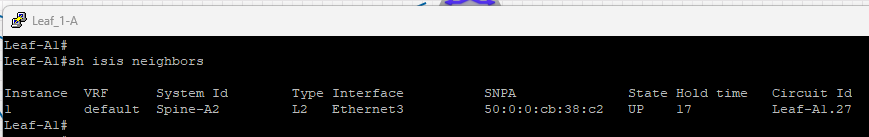 Leaf_1-A
Leaf-A1#
Leaf-A1#sh isis neighbors
Instance  VRF      System Id        Type Interface          SNPA              State Hold time   Circuit Id
1         default  Spine-A2         L2   Ethernet3          50:0:0:cb:38:c2   UP    17          Leaf-A1.27
Leaf-A1#